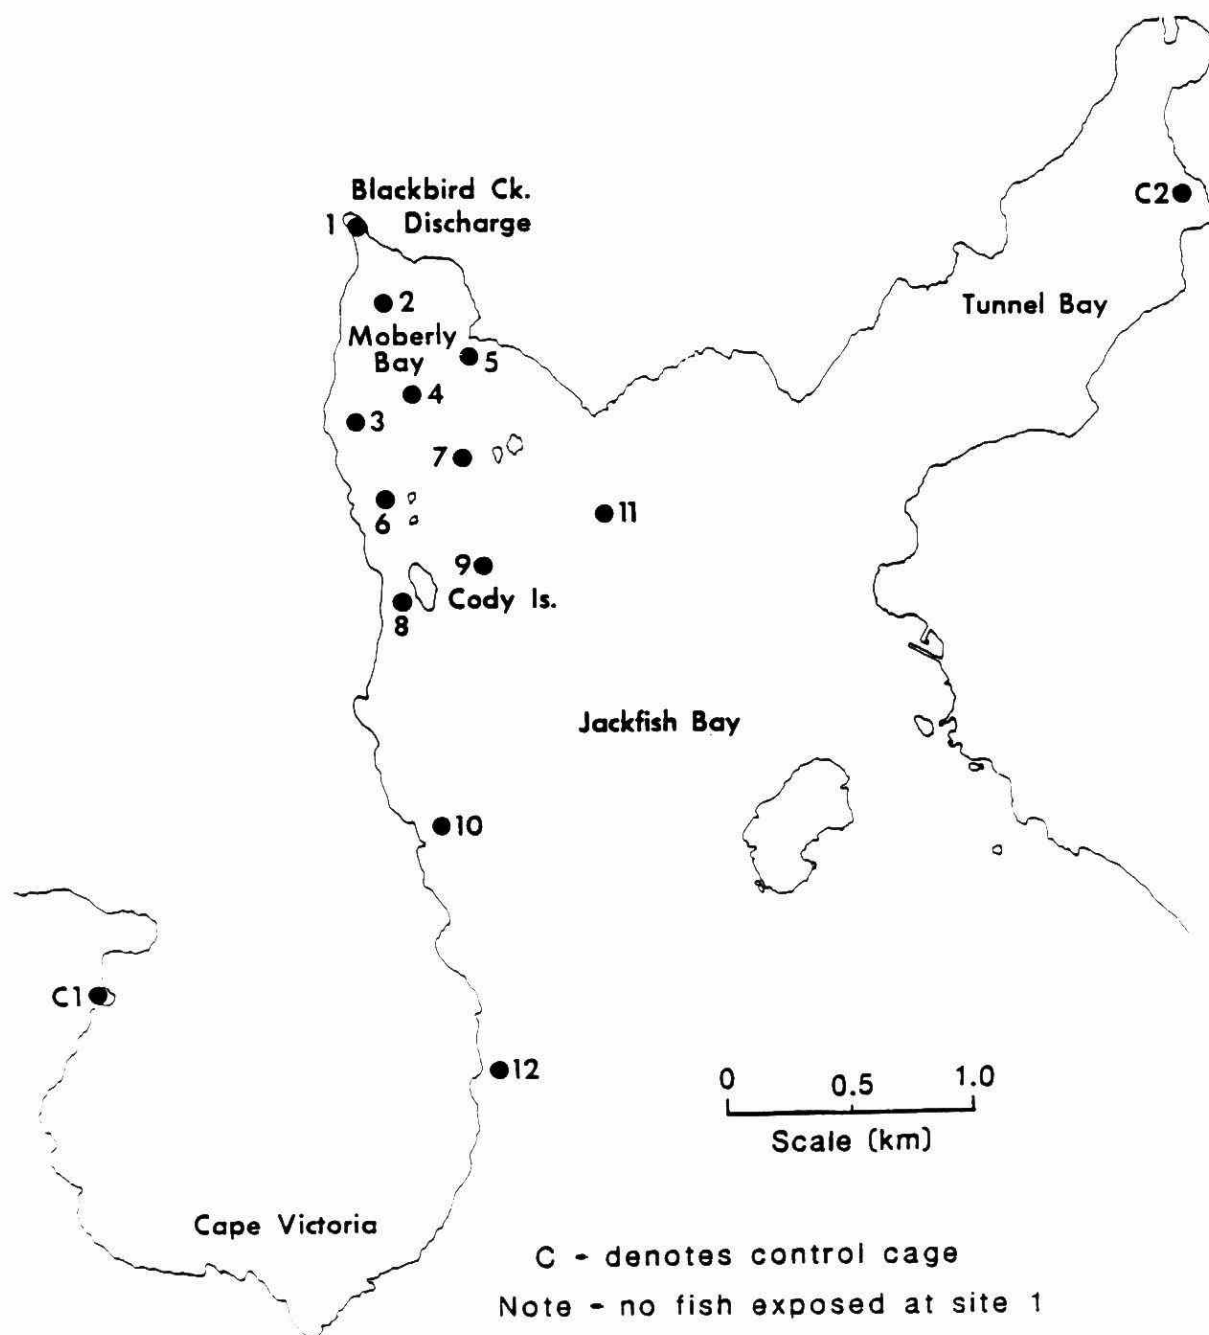 Blackbird Ck.
1 Discharge
C2
2
Tunnel Bay
Moberly
Bay
5
4
3
7
11
6
9
Cody Is.
8
Jackfish Bay
10
C1
12
0 0.5 1.0
Scale (km)
Cape Victoria
C - denotes control cage
Note - no fish exposed at site 1